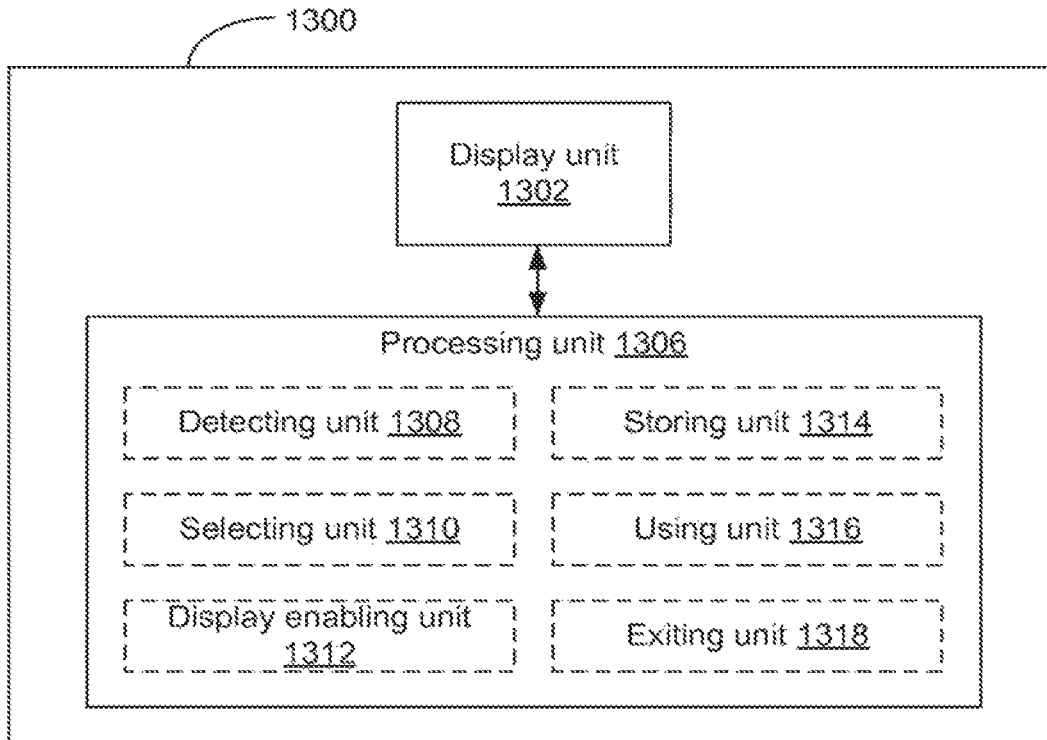 1300
Display unit
1302
Processing unit 1306
Detecting unit 1308
Storing unit 1314
Selecting unit 1310
Using unit 1316
Display enabling unit
1312
Exiting unit 1318